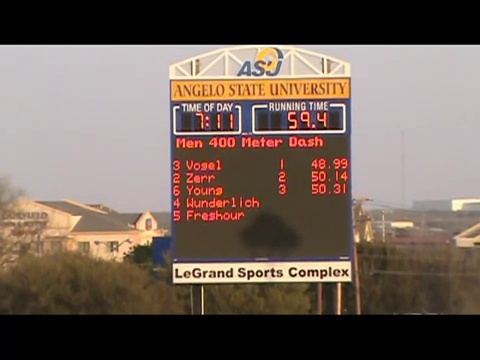 ASU
ANGELO STATE UNIVERSITY
TIME OF DAY RUNNING TIME
7:11 59.4
Men 400 Meter Dash
3 Vogel 1 48.99
2 Zerr 2 50.14
6 Young 3 50.31
4 Wunderlich
5 Freshour
LeGrand Sports Complex